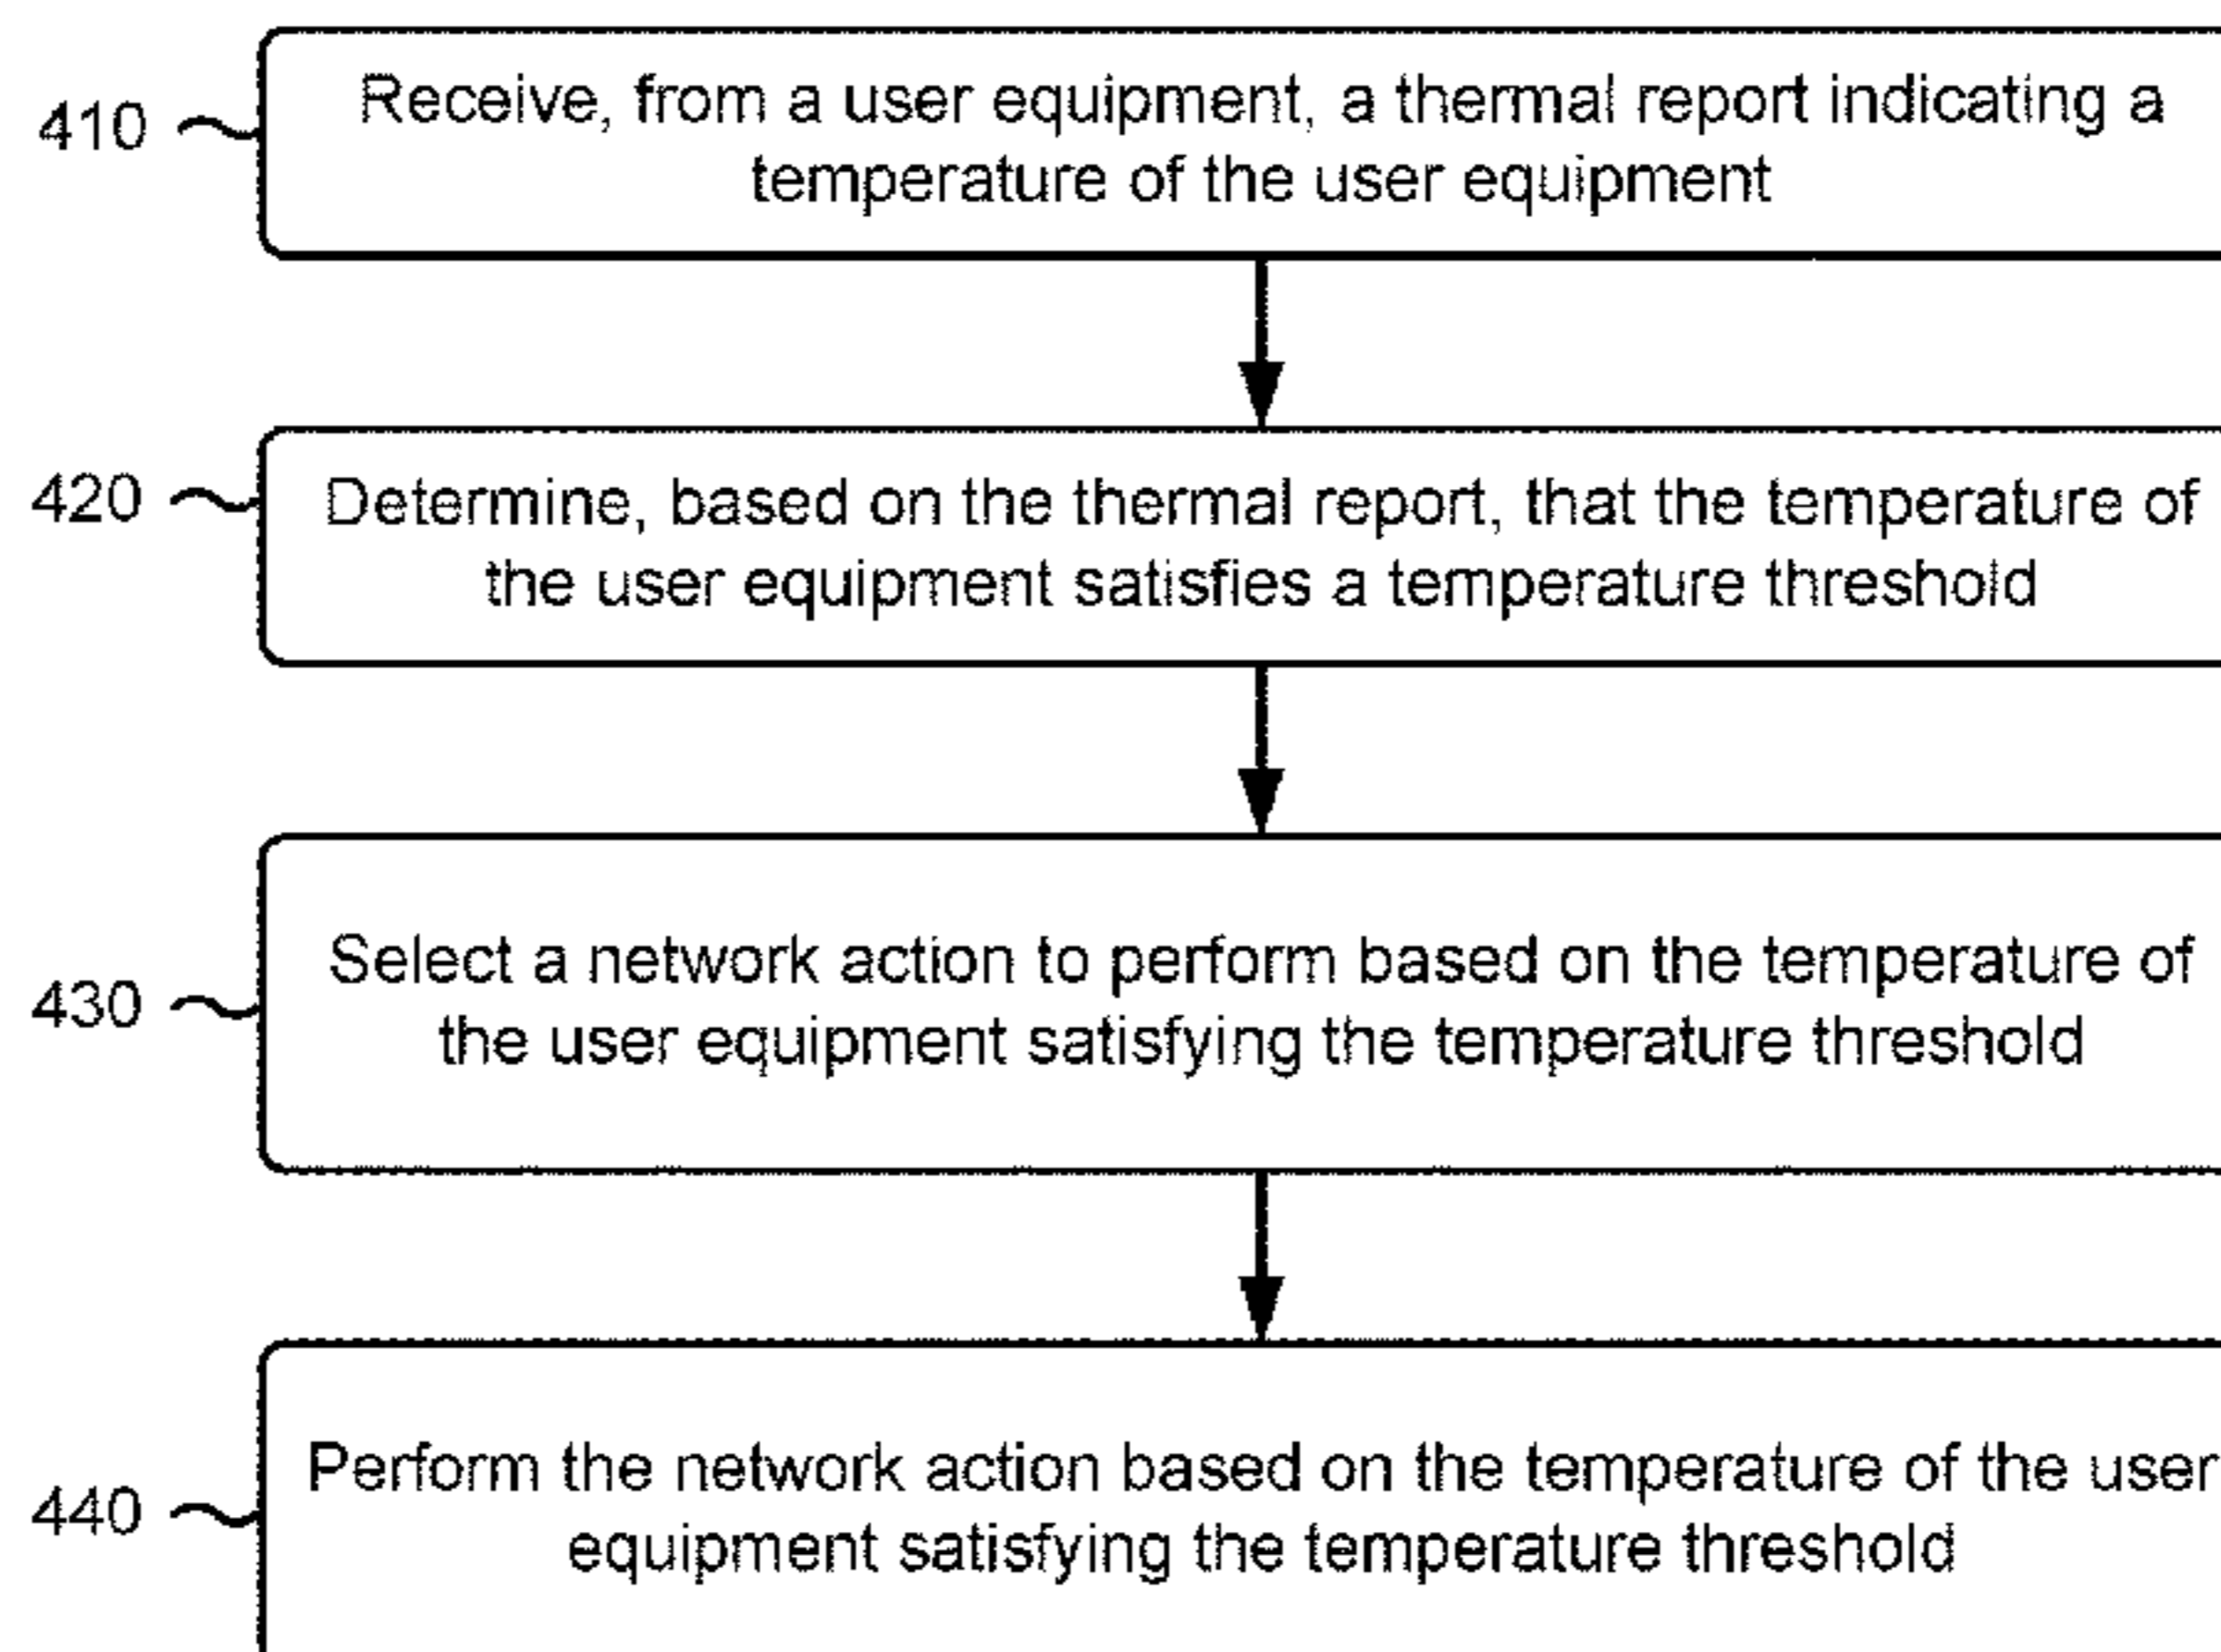 410
Receive, from a user equipment, a thermal report indicating a
temperature of the user equipment
420
Determine, based on the thermal report, that the temperature of
the user equipment satisfies a temperature threshold
430
Select a network action to perform based on the temperature of
the user equipment satisfying the temperature threshold
440
Perform the network action based on the temperature of the user
equipment satisfying the temperature threshold